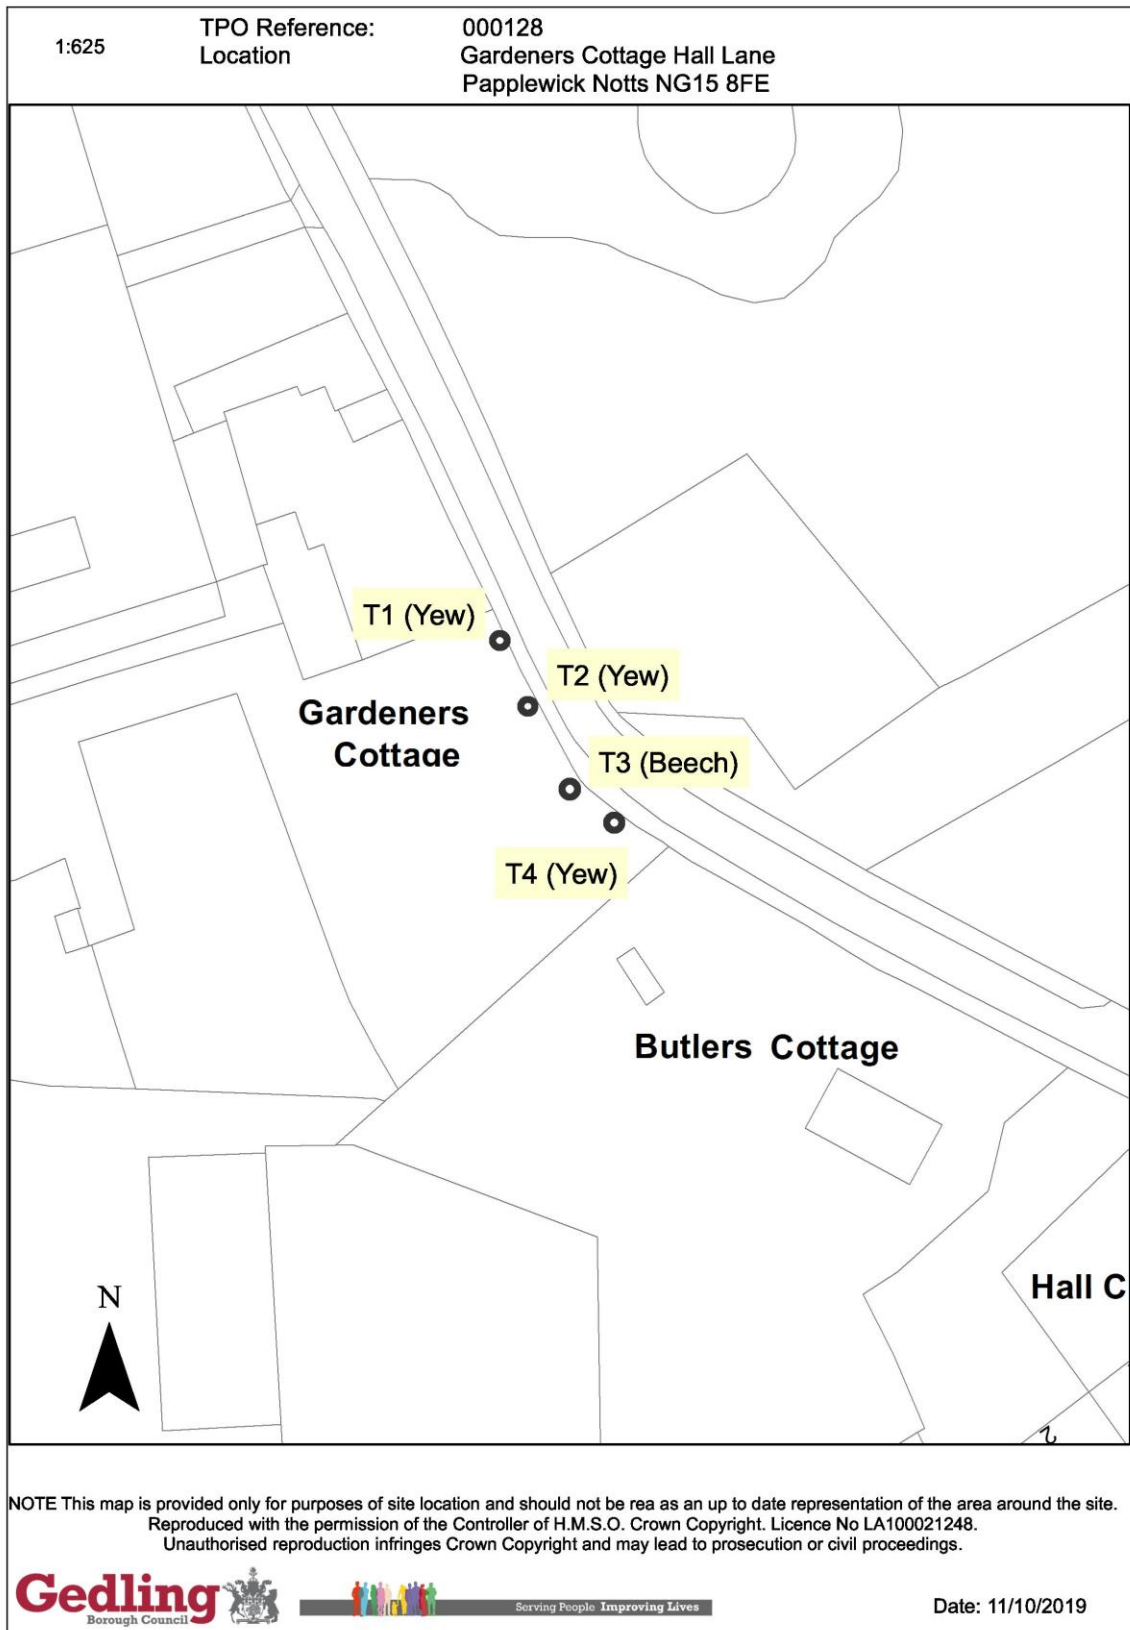 1:625
TPO Reference: 000128
Location Gardeners Cottage Hall Lane
Papplewick Notts NG15 8FE
T1 (Yew)
T2 (Yew)
Gardeners
Cottage
T3 (Beech)
T4 (Yew)
Butlers Cottage
Hall C
N
2
NOTE This map is provided only for purposes of site location and should not be rea as an up to date representation of the area around the site.
Reproduced with the permission of the Controller of H.M.S.O. Crown Copyright. Licence No LA100021248.
Unauthorised reproduction infringes Crown Copyright and may lead to prosecution or civil proceedings.
Gedling
Borough Council
Serving People Improving Lives
Date: 11/10/2019